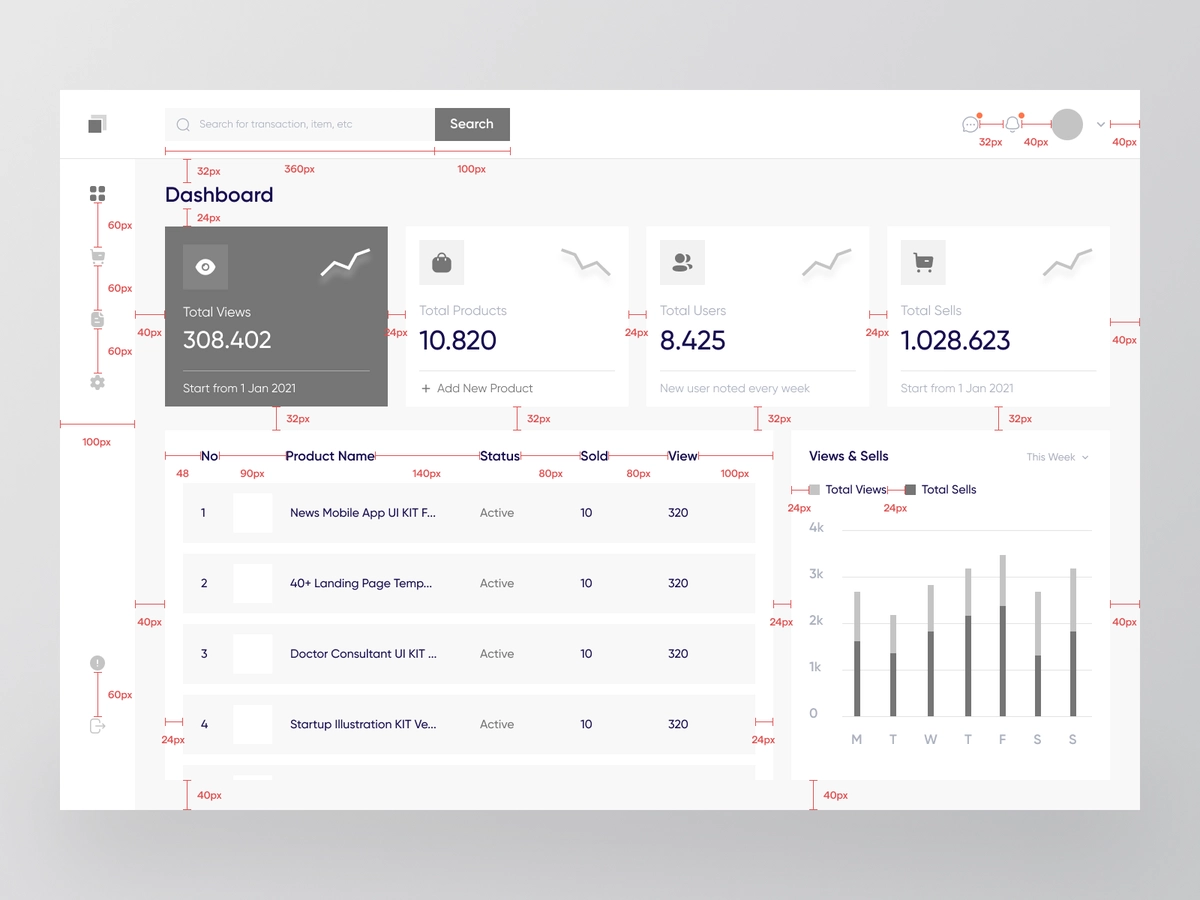 Search for transaction, item, etc
Search
32px
40px
40px
360px
100px
32px
Dashboard
24px
60px
60px
60px
40px
100px
Total Views
308.402
Start from 1 Jan 2021
24px
Total Products
10.820
+ Add New Product
24px
Total Users
8.425
New user noted every week
24px
Total Sells
1.028.623
Start from 1 Jan 2021
40px
32px
32px
32px
32px
No
Product Name
Status
Sold
View
48
90px
140px
80px
80px
100px
1
News Mobile App UI KIT F...
Active
10
320
2
40+ Landing Page Temp...
Active
10
320
3
Doctor Consultant UI KIT ...
Active
10
320
4
Startup Illustration KIT Ve...
Active
10
320
40px
60px
24px
24px
40px
24px
Views & Sells
This Week
Total Views
Total Sells
24px
24px
4k
3k
2k
1k
0
M
T
W
T
F
S
S
40px
40px